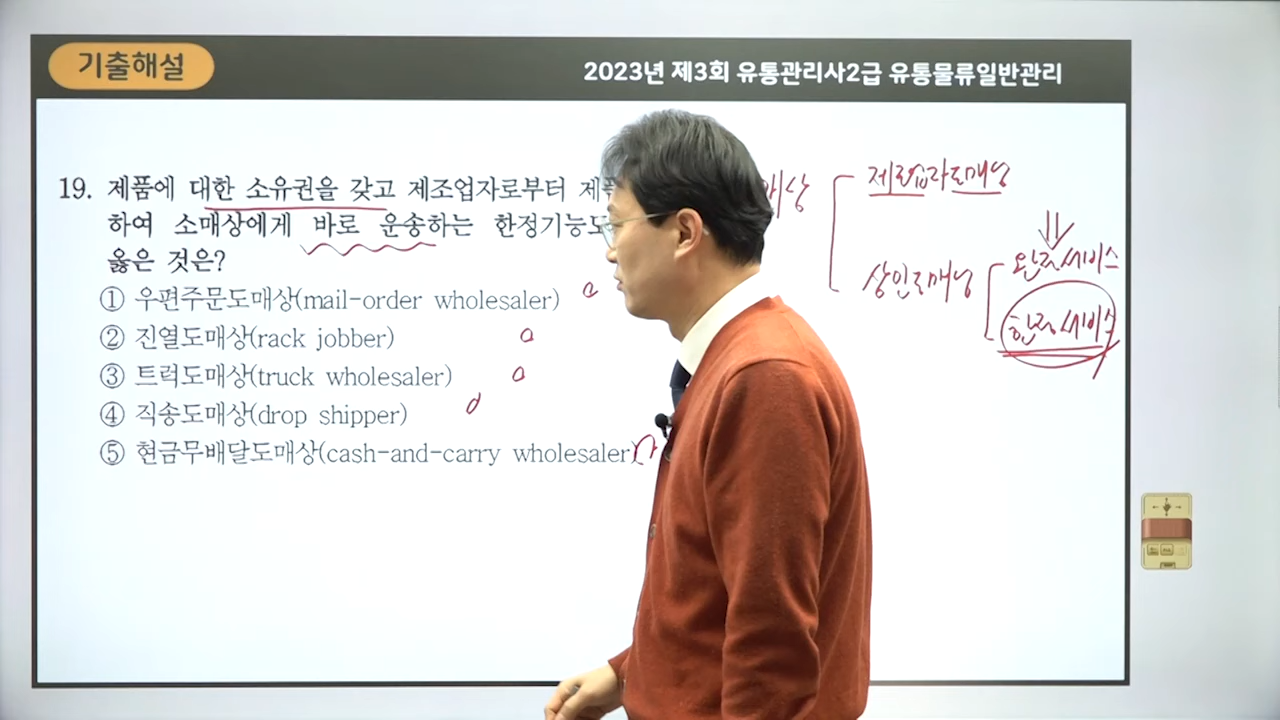 기출해설
2023년 제3회 유통관리사2급 유통물류일반관리
19. 제품에 대한 소유권을 갖고 제조업자로부터
하여 소매상에게 바로 운송하는 한정기능도
옳은 것은?
① 우편주문도매상(mail-order wholesaler)
② 진열도매상(rack jobber)
③ 트럭도매상(truck wholesaler)
④ 직송도매상(drop shipper)
⑤ 현금무배달도매상(cash-and-carry wholesaler)
제조업자도매상
상인도매상
완전서비스
한정서비스